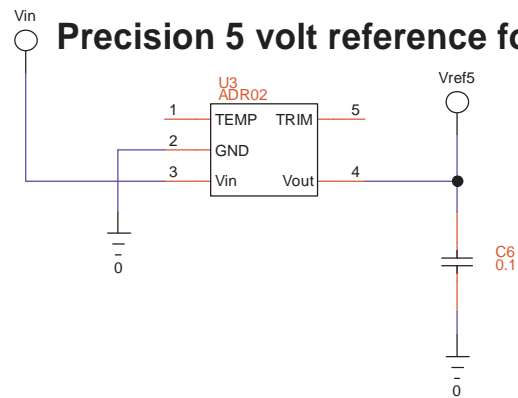 Vin
Precision 5 volt reference fo
U3
ADR02
Vref5
1
TEMP
TRIM
5
2
GND
3
Vin
Vout
4
C6
0.1
0
0